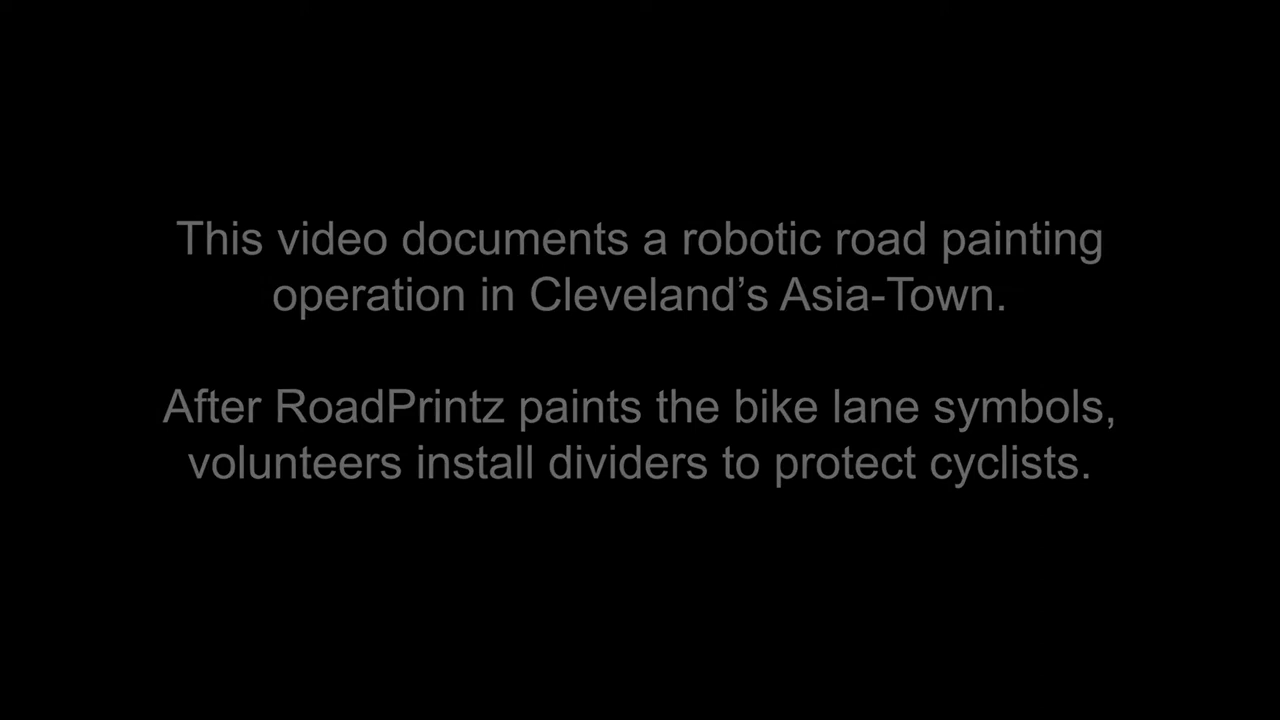 This video documents a robotic road painting
operation in Cleveland’s Asia-Town.
After RoadPrintz paints the bike lane symbols,
volunteers install dividers to protect cyclists.